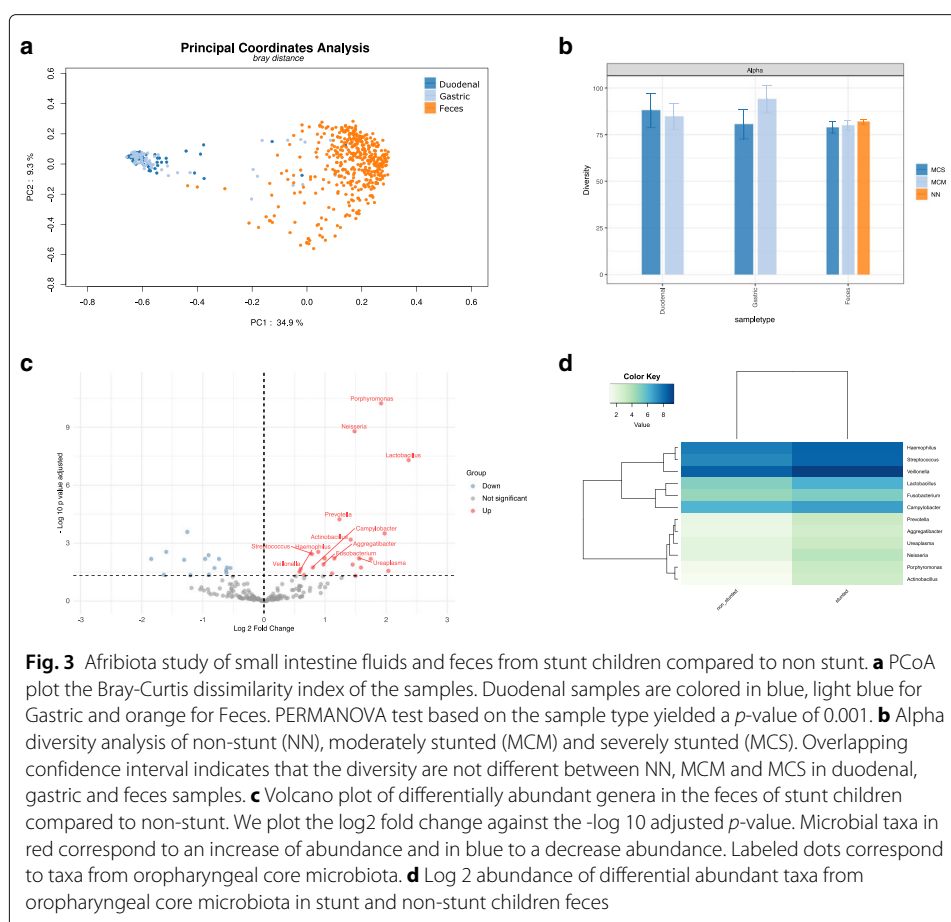 a
Principal Coordinates Analysis
bray distance
Duodenal
Gastric
Feces
PC2 : 9.3 %
0.6
0.4
0.2
0.0
-0.2
-0.4
-0.6
-0.8
-0.8
-0.6
-0.4
-0.2
0.0
0.2
0.4
PC1 : 34.9 %
b
Alpha
Diversity
100
75
50
25
0
Duodenal
Gastric
Feces
sampletype
MCS
MCM
NN
c
- Log 10 p value adjusted
9
6
3
0
-3
-2
-1
0
1
2
3
Log 2 Fold Change
Porphyromonas
Neisseria
Lactobacillus
Prevotella
Campylobacter
Actinobacillus
Streptococcus
Haemophilus
Aggregatibacter
Fusobacterium
Veillonella
Ureaplasma
Group
Down
Not significant
Up
d
Color Key
2 4 6 8
Value
Haemophilus
Streptococcus
Veillonella
Lactobacillus
Fusobacterium
Campylobacter
Prevotella
Aggregatibacter
Ureaplasma
Neisseria
Porphyromonas
Actinobacillus
non_stunted
stunted
Fig. 3 Afribiota study of small intestine fluids and feces from stunt children compared to non stunt. a PCoA
plot the Bray-Curtis dissimilarity index of the samples. Duodenal samples are colored in blue, light blue for
Gastric and orange for Feces. PERMANOVA test based on the sample type yielded a p-value of 0.001. b Alpha
diversity analysis of non-stunt (NN), moderately stunted (MCM) and severely stunted (MCS). Overlapping
confidence interval indicates that the diversity are not different between NN, MCM and MCS in duodenal,
gastric and feces samples. c Volcano plot of differentially abundant genera in the feces of stunt children
compared to non-stunt. We plot the log2 fold change against the -log 10 adjusted p-value. Microbial taxa in
red correspond to an increase of abundance and in blue to a decrease abundance. Labeled dots correspond
to taxa from oropharyngeal core microbiota. d Log 2 abundance of differential abundant taxa from
oropharyngeal core microbiota in stunt and non-stunt children feces